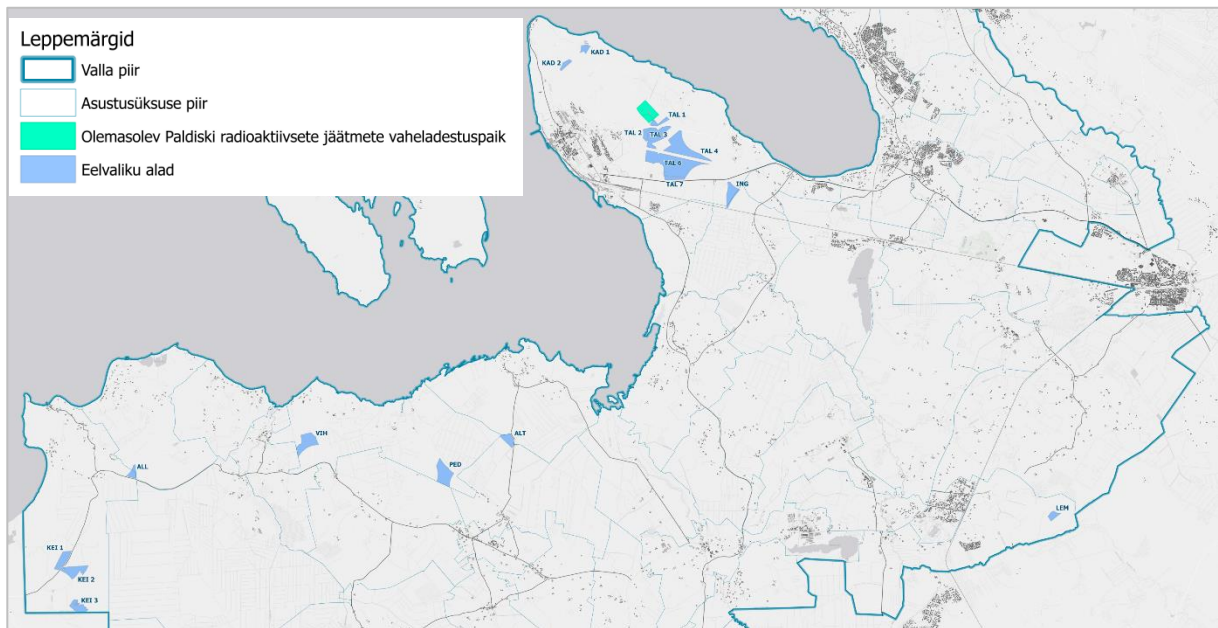 Leppemärgid
Valla piir
Asustusüksuse piir
Olemasolev Paldiski radioaktiivsete jäätmete vaheladestuspaik
Eelvaliku alad
KAD 1
KAD 2
TAL 1
TAL 2
TAL 3
TAL 4
TAL 6
TAL 7
ING
VIH
ALT
ALL
PED
LEM
KEI 1
KEI 2
KEI 3